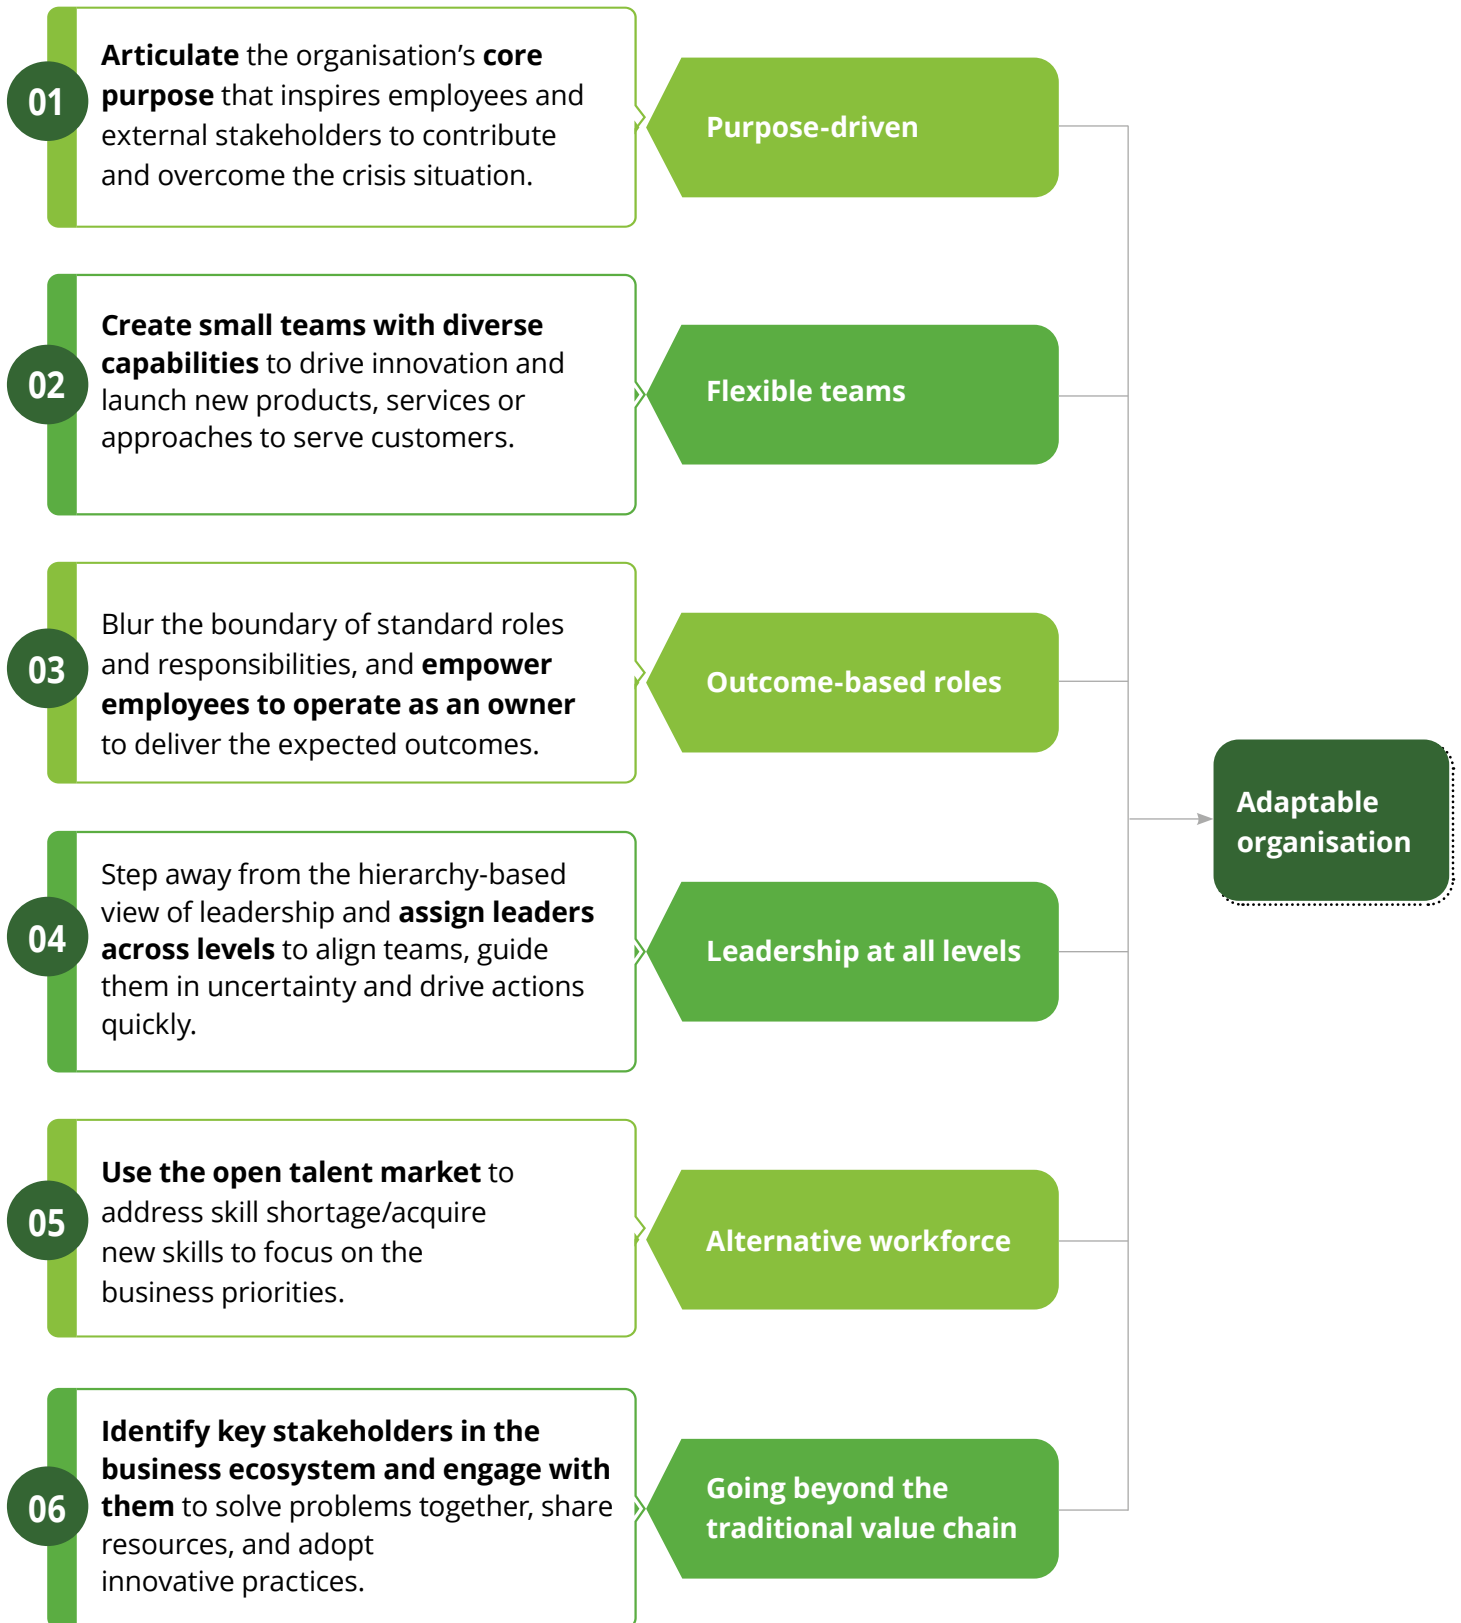 01
Articulate the organisation’s core
purpose that inspires employees and
external stakeholders to contribute
and overcome the crisis situation.
Purpose-driven
02
Create small teams with diverse
capabilities to drive innovation and
launch new products, services or
approaches to serve customers.
Flexible teams
03
Blur the boundary of standard roles
and responsibilities, and empower
employees to operate as an owner
to deliver the expected outcomes.
Outcome-based roles
04
Step away from the hierarchy-based
view of leadership and assign leaders
across levels to align teams, guide
them in uncertainty and drive actions
quickly.
Leadership at all levels
05
Use the open talent market to
address skill shortage/acquire
new skills to focus on the
business priorities.
Alternative workforce
06
Identify key stakeholders in the
business ecosystem and engage with
them to solve problems together, share
resources, and adopt
innovative practices.
Going beyond the
traditional value chain
Adaptable
organisation